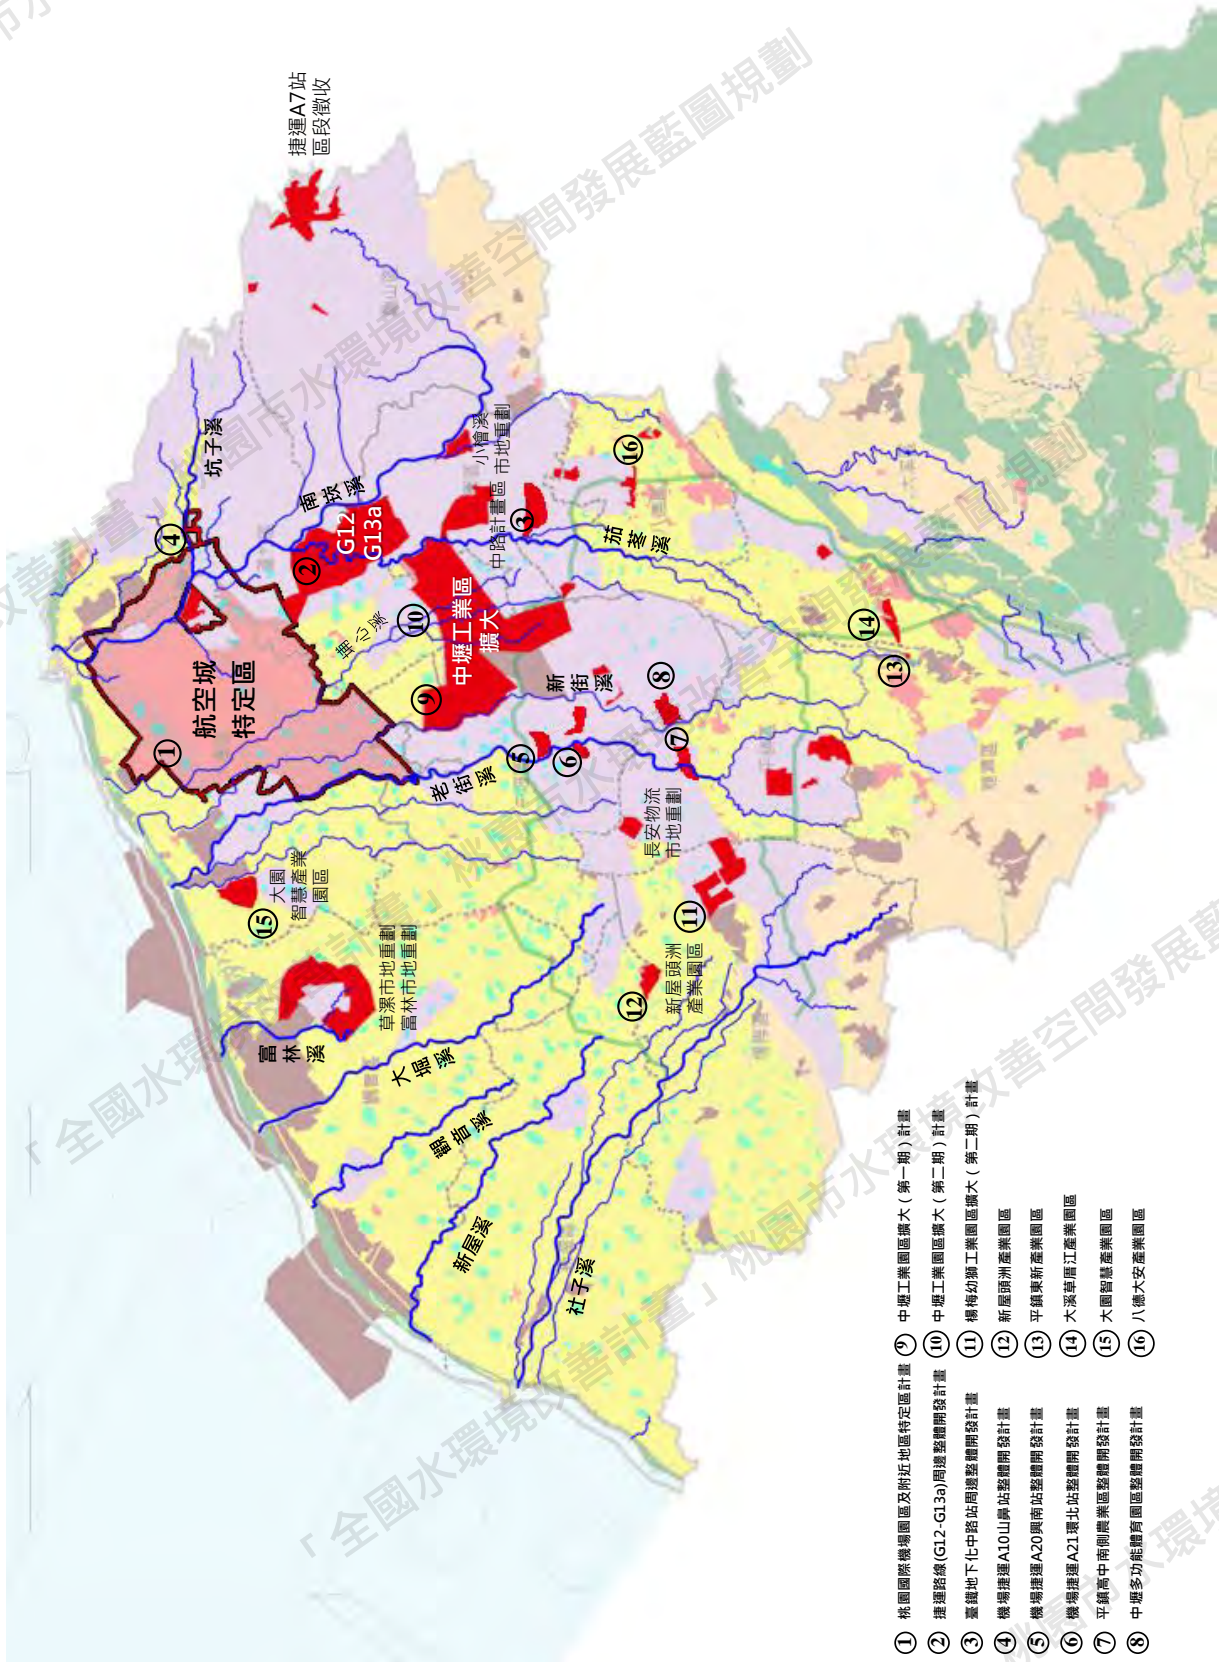 捷運A7站
區段徵收
坑子溪
④
南崁溪
②
G12
G13a
小檜溪
市地重劃
中路計畫區
③
⑯
茄苳溪
航空城
特定區
①
⑩
中壢工業區
擴大
⑨
新街溪
⑧
⑭
⑬
⑤
⑥
⑦
老街溪
長安物流
市地重劃
⑪
大園
智慧產業
園區
⑮
草漯市地重劃
富林市地重劃
富林溪
大堀溪
觀音溪
新屋溪
社子溪
⑫
新屋頭洲
產業園區
① 桃園國際機場園區及附近地區特定區計畫
② 捷運路線(G12-G13a)周邊整體開發計畫
③ 臺鐵地下化中路站周邊整體開發計畫
④ 機場捷運A10山鼻站整體開發計畫
⑤ 機場捷運A20興南站整體開發計畫
⑥ 機場捷運A21環北站整體開發計畫
⑦ 平鎮高中南側農業區整體開發計畫
⑧ 中壢多功能體育園區整體開發計畫
⑨ 中壢工業園區擴大(第一期)計畫
⑩ 中壢工業園區擴大(第二期)計畫
⑪ 楊梅幼獅工業園區擴大(第二期)計畫
⑫ 新屋頭洲產業園區
⑬ 平鎮東新產業園區
⑭ 大溪草厝江產業園區
⑮ 大園智慧產業園區
⑯ 八德大安產業園區
「全國水環境改善計畫」桃園市水環境改善空間發展藍圖規劃